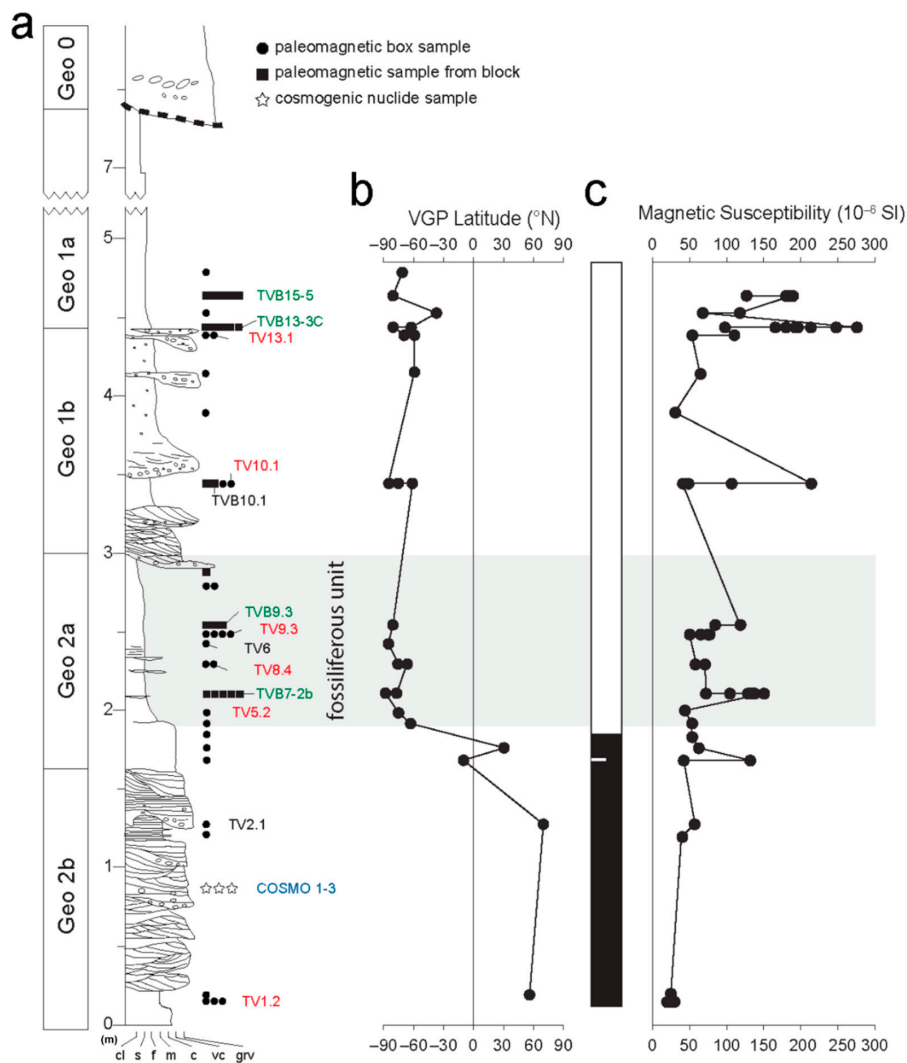 a
Geo 0
Geo 1a
Geo 1b
Geo 2a
Geo 2b
● paleomagnetic box sample
■ paleomagnetic sample from block
☆ cosmogenic nuclide sample
7
5
4
3
2
1
0
(m)
cl s f m c vc grv
TVB15-5
TVB13-3C
TV13.1
TV10.1
TVB10.1
TVB9.3
TV9.3
TV6
TV8.4
TVB7-2b
TV5.2
TV2.1
COSMO 1-3
TV1.2
fossiliferous unit
b
VGP Latitude (°N)
−90 −60 −30 0 30 60 90
−90 −60 −30 0 30 60 90
c
Magnetic Susceptibility (10⁻⁶ SI)
0 50 100 150 200 250 300
0 50 100 150 200 250 300